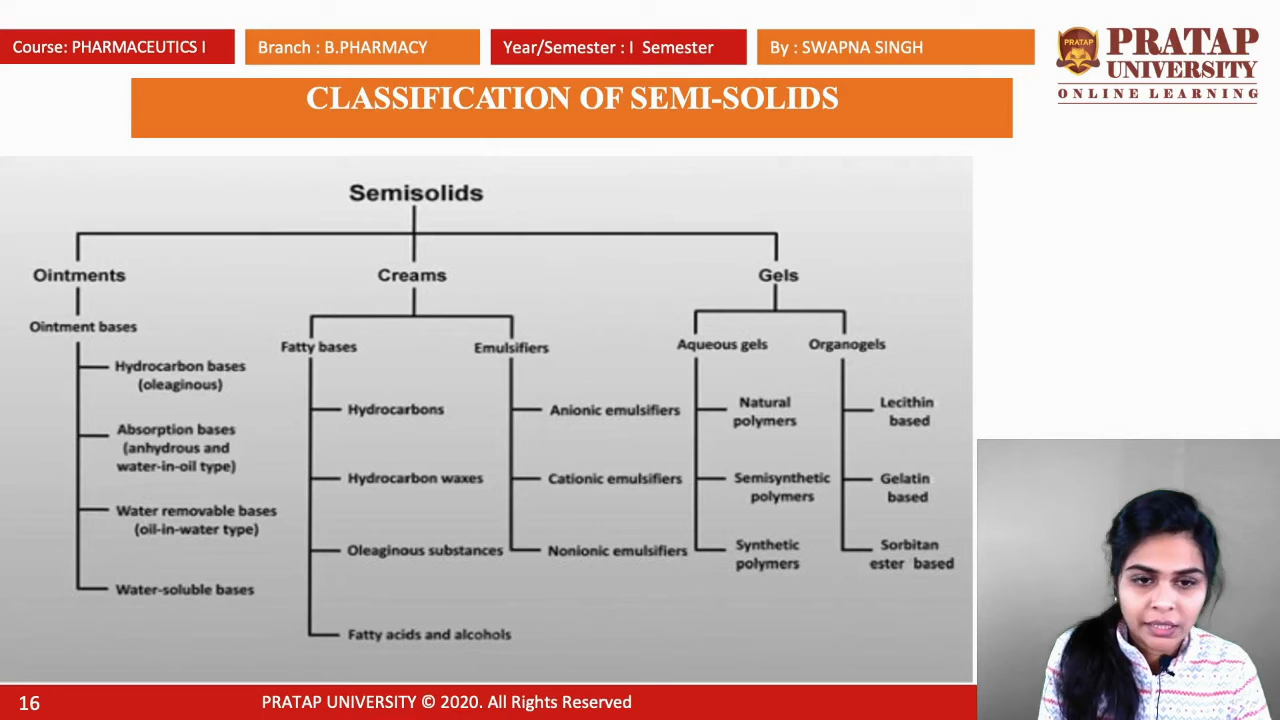 Course: PHARMACEUTICS I
Branch : B.PHARMACY
Year/Semester : I Semester
By : SWAPNA SINGH
PRATAP
PRATAP
UNIVERSITY
ONLINE LEARNING
CLASSIFICATION OF SEMI-SOLIDS
Semisolids
Ointments
Creams
Gels
Ointment bases
Hydrocarbon bases
(oleaginous)
Absorption bases
(anhydrous and
water-in-oil type)
Water removable bases
(oil-in-water type)
Water-soluble bases
Fatty bases
Hydrocarbons
Hydrocarbon waxes
Oleaginous substances
Fatty acids and alcohols
Emulsifiers
Anionic emulsifiers
Cationic emulsifiers
Nonionic emulsifiers
Aqueous gels
Natural
polymers
Semisynthetic
polymers
Synthetic
polymers
Organogels
Lecithin
based
Gelatin
based
Sorbitan
ester based
16
PRATAP UNIVERSITY © 2020. All Rights Reserved